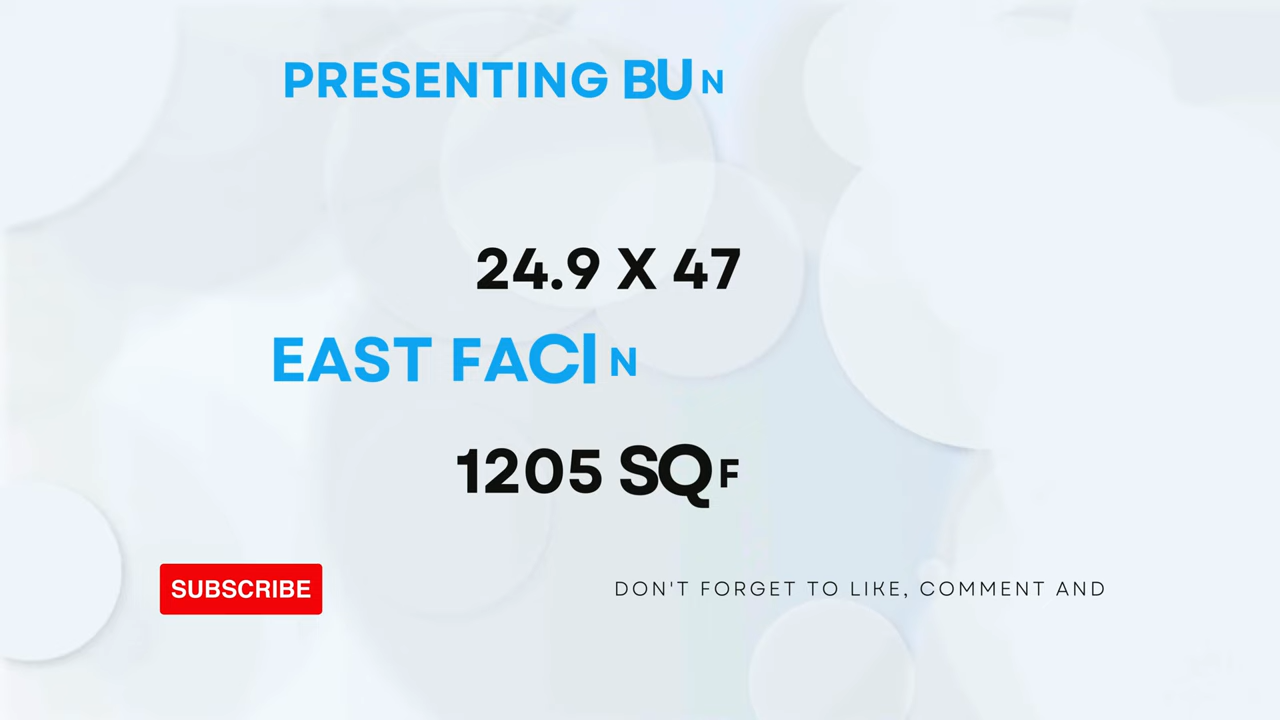 PRESENTING BUN
24.9 X 47
EAST FACIN
1205 SQF
SUBSCRIBE
DON'T FORGET TO LIKE, COMMENT AND